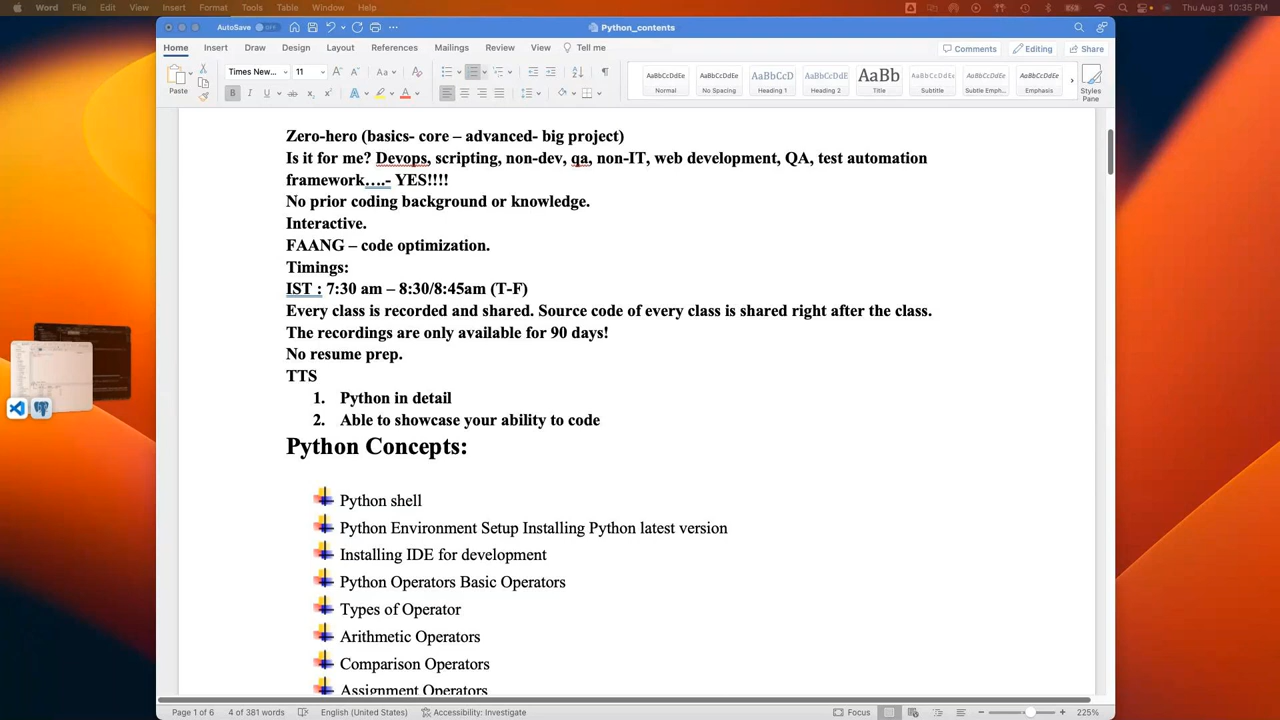 Word File Edit View Insert Format Tools Table Window Help Thu Aug 3 10:35 PM
AutoSave OFF Python_contents
Home Insert Draw Design Layout References Mailings Review View Tell me Comments Editing Share
Paste Times New... 11 AaBbCcDdEe AaBbCcDdEe AaBbCcD AaBbCcDdE AaBb AaBbCcDdEe AaBbCcDdEe AaBbCcDdEe
Normal No Spacing Heading 1 Heading 2 Title Subtitle Subtle Emph... Emphasis Styles Pane
Zero-hero (basics- core – advanced- big project)
Is it for me? Devops, scripting, non-dev, qa, non-IT, web development, QA, test automation
framework….- YES!!!!
No prior coding background or knowledge.
Interactive.
FAANG – code optimization.
Timings:
IST : 7:30 am – 8:30/8:45am (T-F)
Every class is recorded and shared. Source code of every class is shared right after the class.
The recordings are only available for 90 days!
No resume prep.
TTS
1. Python in detail
2. Able to showcase your ability to code
Python Concepts:
Python shell
Python Environment Setup Installing Python latest version
Installing IDE for development
Python Operators Basic Operators
Types of Operator
Arithmetic Operators
Comparison Operators
Assignment Operators
Page 1 of 6 4 of 381 words English (United States) Accessibility: Investigate Focus 225%